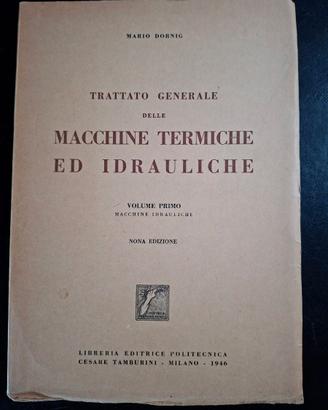 MARIO DORNIG
TRATTATO GENERALE
DELLE
MACCHINE TERMICHE
ED IDRAULICHE
VOLUME PRIMO
MACCHINE IDRAULICHE
NONA EDIZIONE
LIBRERIA EDITRICE POLITECNICA
CESARE TAMBURINI - MILANO - 1946